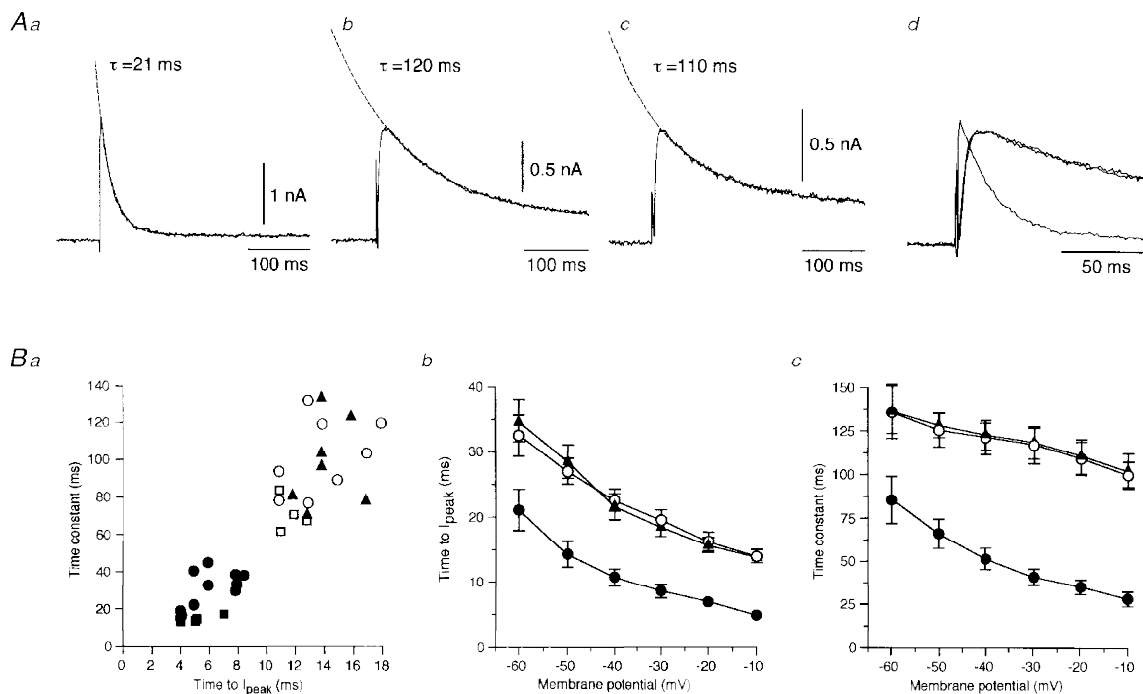 Aa
b
c
d
τ =21 ms
τ =120 ms
τ =110 ms
1 nA
0.5 nA
0.5 nA
100 ms
100 ms
100 ms
50 ms
Ba
b
c
Time constant (ms)
140
120
100
80
60
40
20
0
0 2 4 6 8 10 12 14 16 18
Time to Ipeak (ms)
Time to Ipeak (ms)
40
30
20
10
0
-60 -50 -40 -30 -20 -10
Membrane potential (mV)
Time constant (ms)
150
125
100
75
50
25
0
-60 -50 -40 -30 -20 -10
Membrane potential (mV)